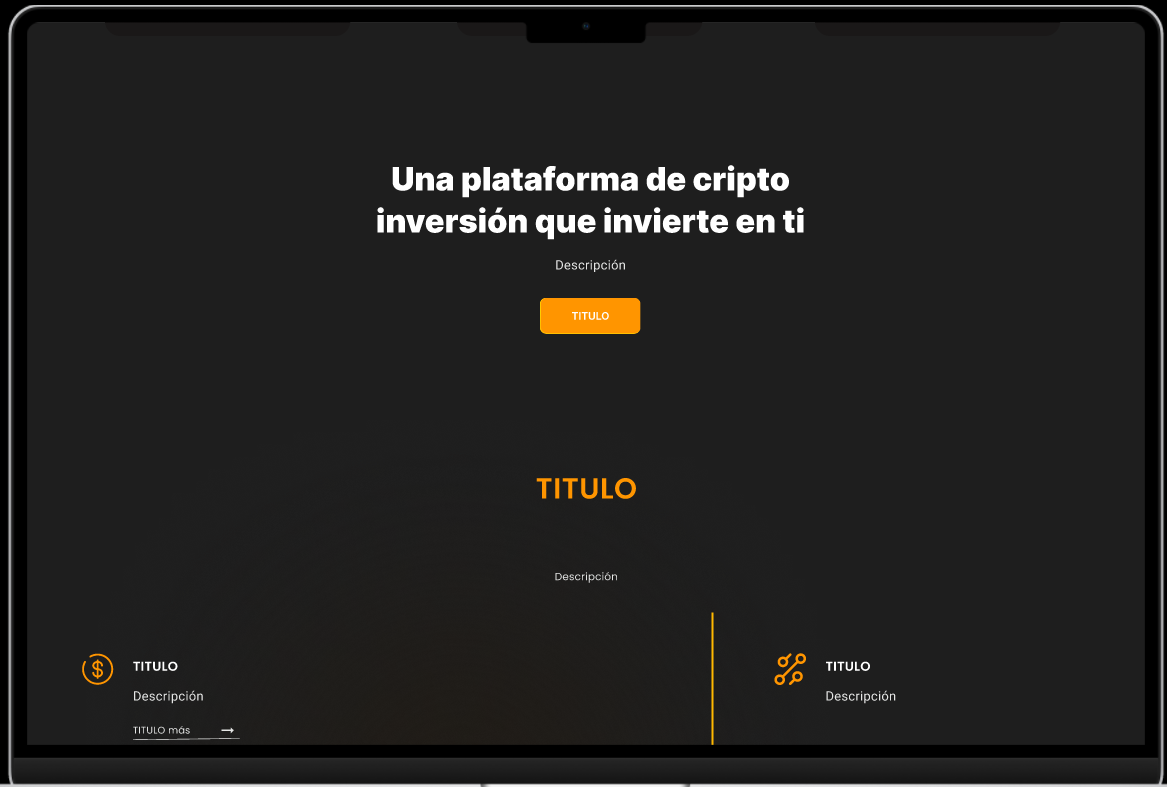 Una plataforma de cripto
inversión que invierte en ti
Descripción
TITULO
TITULO
Descripción
TITULO
Descripción
TITULO más
TITULO
Descripción